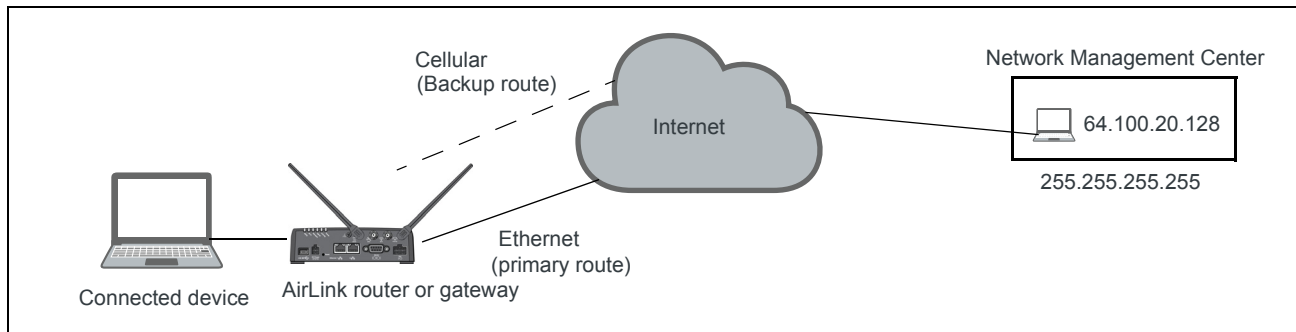 Cellular
(Backup route)
Internet
Network Management Center
64.100.20.128
255.255.255.255
Ethernet
(primary route)
Connected device
AirLink router or gateway